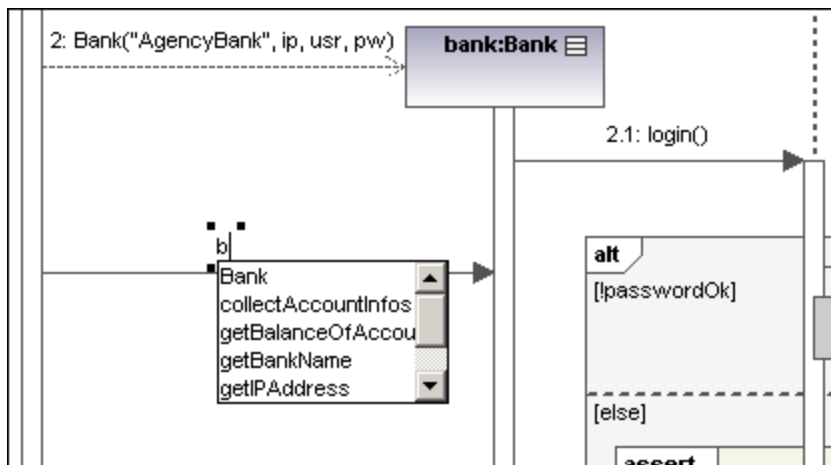 2: Bank("AgencyBank", ip, usr, pw)
bank:Bank
2.1: login()
b
Bank
collectAccountInfos
getBalanceOfAccou
getBankName
getIPAddress
alt
[!passwordOk]
[else]
assert